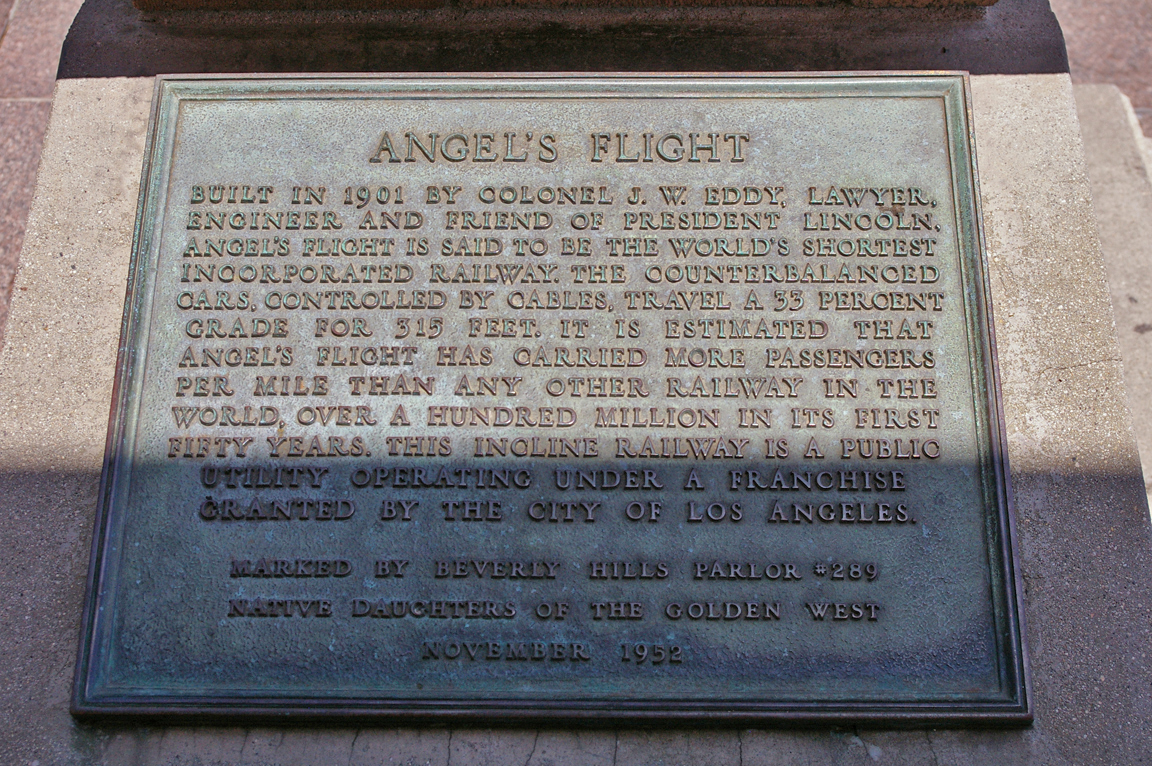 ANGEL'S FLIGHT
BUILT IN 1901 BY COLONEL J. W. EDDY, LAWYER,
ENGINEER AND FRIEND OF PRESIDENT LINCOLN,
ANGEL'S FLIGHT IS SAID TO BE THE WORLD'S SHORTEST
INCORPORATED RAILWAY. THE COUNTERBALANCED
CARS, CONTROLLED BY CABLES, TRAVEL A 33 PERCENT
GRADE FOR 315 FEET. IT IS ESTIMATED THAT
ANGEL'S FLIGHT HAS CARRIED MORE PASSENGERS
PER MILE THAN ANY OTHER RAILWAY IN THE
WORLD, OVER A HUNDRED MILLION IN ITS FIRST
FIFTY YEARS. THIS INCLINE RAILWAY IS A PUBLIC
UTILITY OPERATING UNDER A FRANCHISE
GRANTED BY THE CITY OF LOS ANGELES.
MARKED BY BEVERLY HILLS PARLOR #289
NATIVE DAUGHTERS OF THE GOLDEN WEST
NOVEMBER 1952